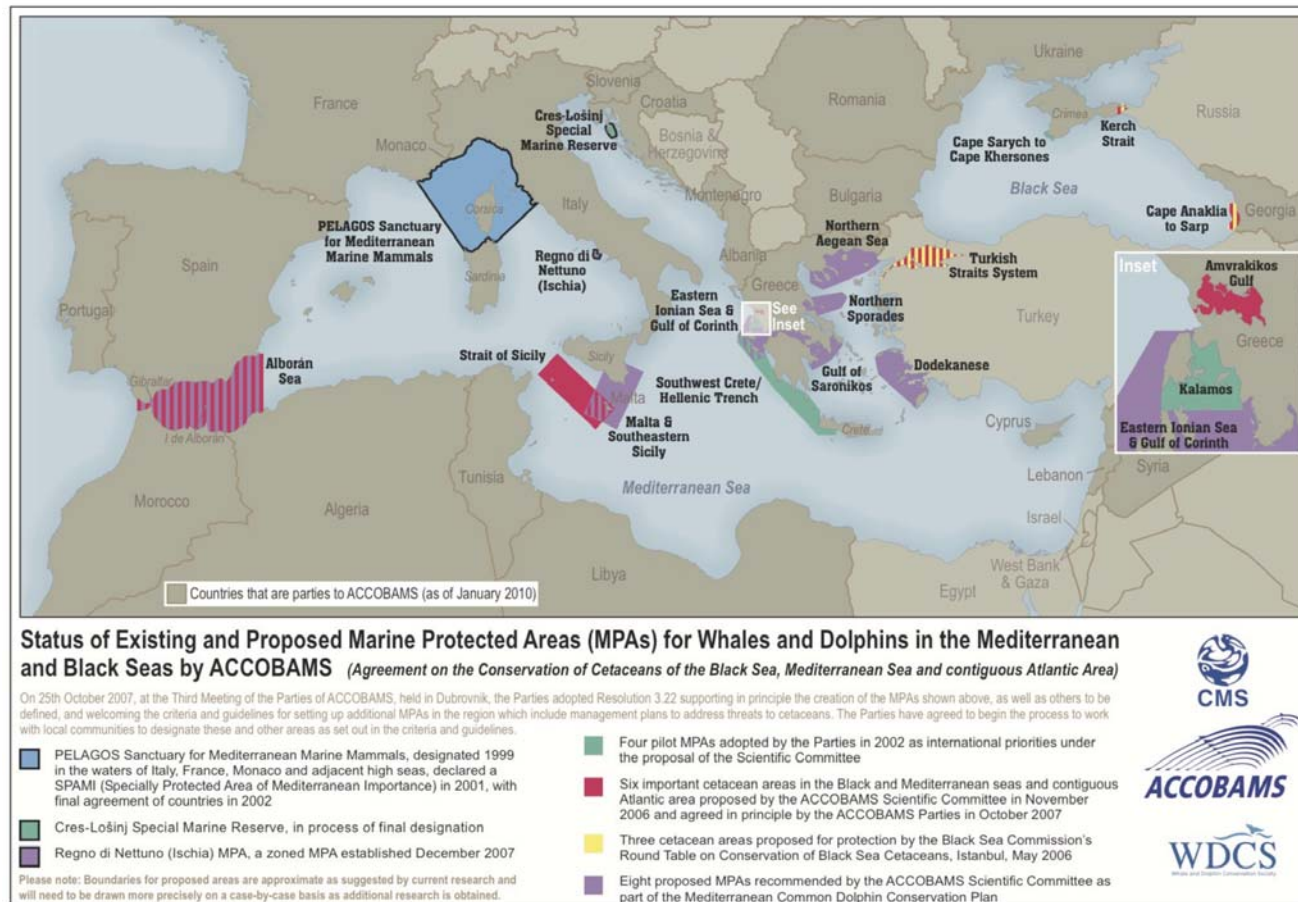 Ukraine
France
Slovenia
Croatia
Romania
Russia
Cres-Lošinj
Special
Marine Reserve
Crimea
Kerch
Strait
Monaco
Bosnia &
Herzegovina
Cape Sarych to
Cape Khersones
Black Sea
Montenegro
Bulgaria
Corsica
Italy
Cape Anaklia
to Sarp
Georgia
PELAGOS Sanctuary
for Mediterranean
Marine Mammals
Northern
Aegean Sea
Regno di
Nettuno
(Ischia)
Albania
Turkish
Straits System
Inset
Amvrakikos
Gulf
Spain
Sardinia
Greece
Eastern
Ionian Sea &
Gulf of Corinth
See
Inset
Northern
Sporades
Portugal
Turkey
Greece
Strait of Sicily
Sicily
Alborán
Sea
Gibraltar
Gulf of
Saronikos
Dodekanese
Kalamos
Southwest Crete/
Hellenic Trench
Malta
Malta &
Southeastern
Sicily
Crete
Cyprus
Eastern Ionian Sea
& Gulf of Corinth
I de Alborán
Lebanon
Syria
Tunisia
Mediterranean Sea
Morocco
Algeria
Israel
West Bank
& Gaza
Libya
Egypt
Countries that are parties to ACCOBAMS (as of January 2010)
Status of Existing and Proposed Marine Protected Areas (MPAs) for Whales and Dolphins in the Mediterranean
and Black Seas by ACCOBAMS (Agreement on the Conservation of Cetaceans of the Black Sea, Mediterranean Sea and contiguous Atlantic Area)
On 25th October 2007, at the Third Meeting of the Parties of ACCOBAMS, held in Dubrovnik, the Parties adopted Resolution 3.22 supporting in principle the creation of the MPAs shown above, as well as others to be
defined, and welcoming the criteria and guidelines for setting up additional MPAs in the region which include management plans to address threats to cetaceans. The Parties have agreed to begin the process to work
with local communities to designate these and other areas as set out in the criteria and guidelines.
PELAGOS Sanctuary for Mediterranean Marine Mammals, designated 1999
in the waters of Italy, France, Monaco and adjacent high seas, declared a
SPAMI (Specially Protected Area of Mediterranean Importance) in 2001, with
final agreement of countries in 2002
Cres-Lošinj Special Marine Reserve, in process of final designation
Regno di Nettuno (Ischia) MPA, a zoned MPA established December 2007
Please note: Boundaries for proposed areas are approximate as suggested by current research and
will need to be drawn more precisely on a case-by-case basis as additional research is obtained.
Four pilot MPAs adopted by the Parties in 2002 as international priorities under
the proposal of the Scientific Committee
Six important cetacean areas in the Black and Mediterranean seas and contiguous
Atlantic area proposed by the ACCOBAMS Scientific Committee in November
2006 and agreed in principle by the ACCOBAMS Parties in October 2007
Three cetacean areas proposed for protection by the Black Sea Commission's
Round Table on Conservation of Black Sea Cetaceans, Istanbul, May 2006
Eight proposed MPAs recommended by the ACCOBAMS Scientific Committee as
part of the Mediterranean Common Dolphin Conservation Plan
CMS
ACCOBAMS
WDCS
Whale and Dolphin Conservation Society